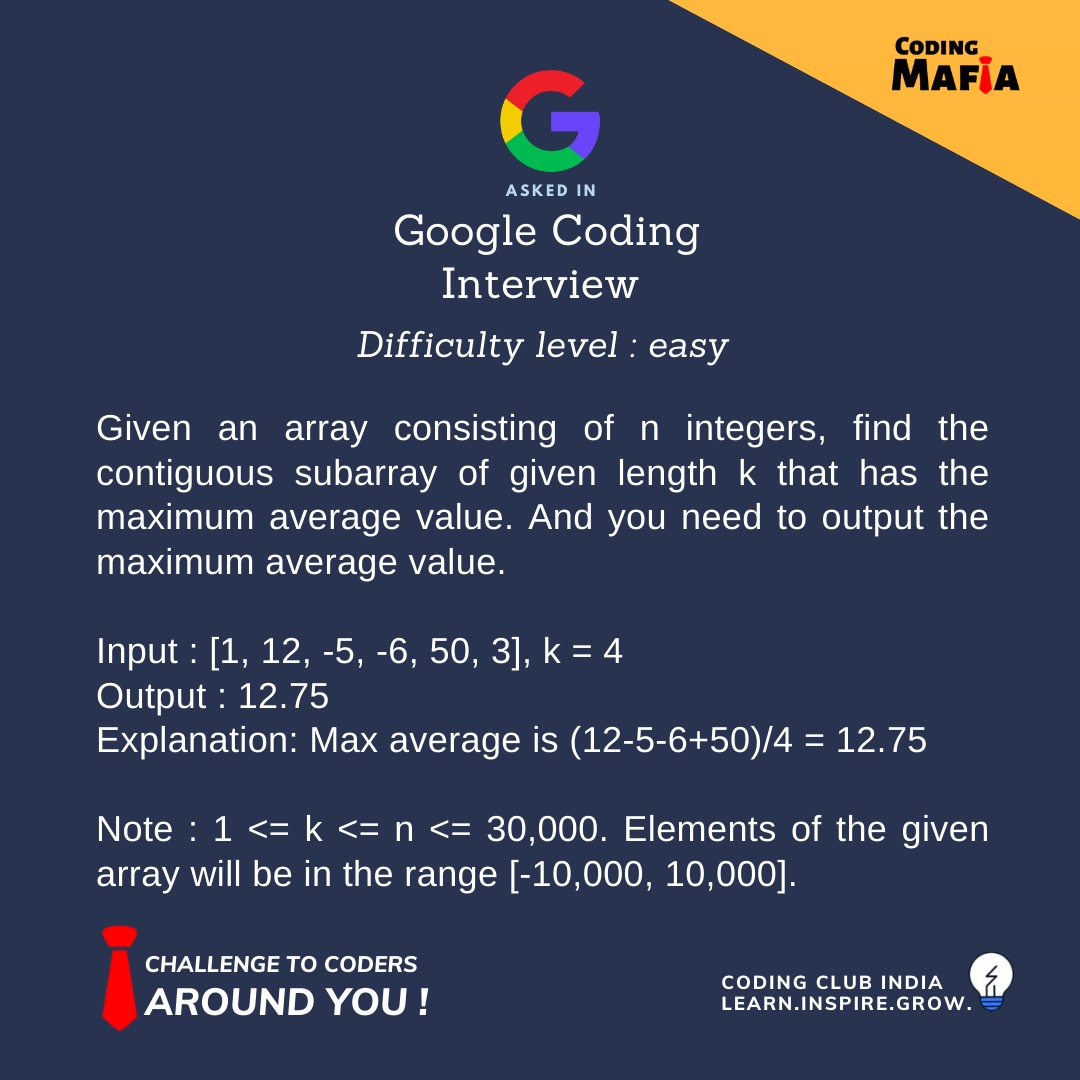 CODING
MAFIA
ASKED IN
Google Coding
Interview
Difficulty level : easy
Given an array consisting of n integers, find the
contiguous subarray of given length k that has the
maximum average value. And you need to output the
maximum average value.
Input : [1, 12, -5, -6, 50, 3], k = 4
Output : 12.75
Explanation: Max average is (12-5-6+50)/4 = 12.75
Note : 1 <= k <= n <= 30,000. Elements of the given
array will be in the range [-10,000, 10,000].
CHALLENGE TO CODERS
AROUND YOU !
CODING CLUB INDIA
LEARN.INSPIRE.GROW.